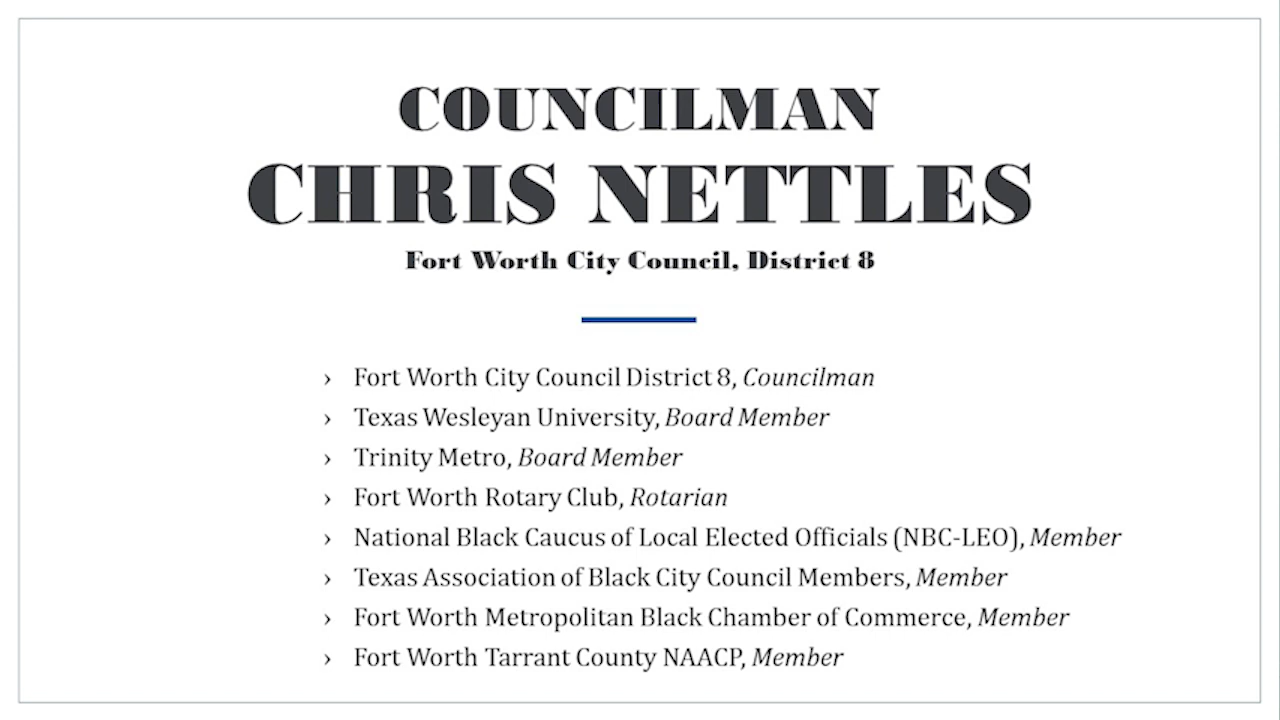 COUNCILMAN
CHRIS NETTLES
Fort Worth City Council, District 8
› Fort Worth City Council District 8, Councilman
› Texas Wesleyan University, Board Member
› Trinity Metro, Board Member
› Fort Worth Rotary Club, Rotarian
› National Black Caucus of Local Elected Officials (NBC-LEO), Member
› Texas Association of Black City Council Members, Member
› Fort Worth Metropolitan Black Chamber of Commerce, Member
› Fort Worth Tarrant County NAACP, Member